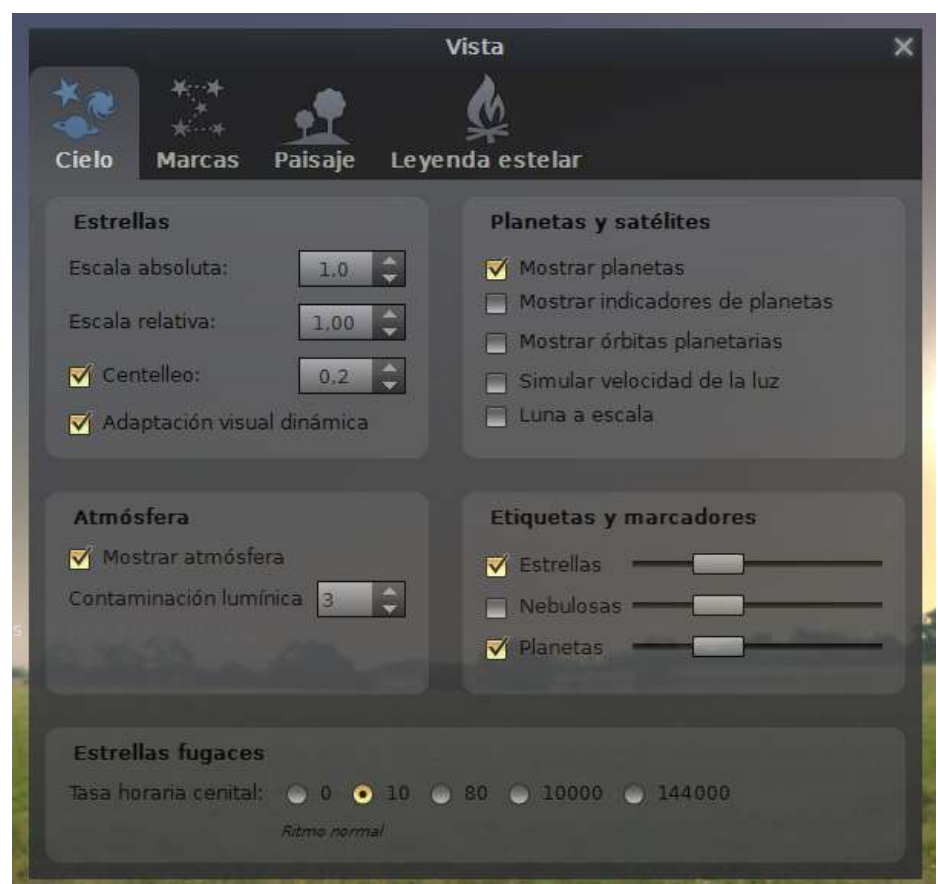 Vista
Cielo
Marcas
Paisaje
Leyenda estelar
Estrellas
Escala absoluta: 1,0
Escala relativa: 1,00
Centelleo: 0,2
Adaptación visual dinámica
Planetas y satélites
Mostrar planetas
Mostrar indicadores de planetas
Mostrar órbitas planetarias
Simular velocidad de la luz
Luna a escala
Atmósfera
Mostrar atmósfera
Contaminación lumínica 3
Etiquetas y marcadores
Estrellas
Nebulosas
Planetas
s
Estrellas fugaces
Tasa horaria cenital: 0 10 80 10000 144000
Ritmo normal